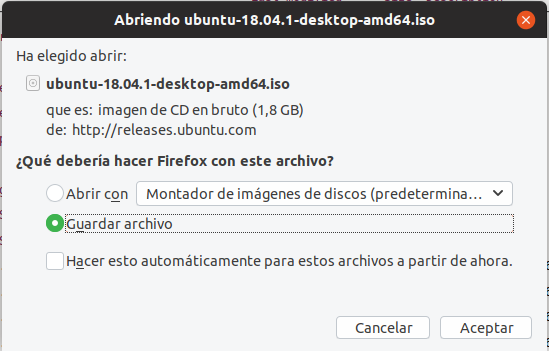 Abriendo ubuntu-18.04.1-desktop-amd64.iso
Ha elegido abrir:
ubuntu-18.04.1-desktop-amd64.iso
que es: imagen de CD en bruto (1,8 GB)
de: http://releases.ubuntu.com
¿Qué debería hacer Firefox con este archivo?
Abrir con Montador de imágenes de discos (predetermina...
Guardar archivo
Hacer esto automáticamente para estos archivos a partir de ahora.
Cancelar Aceptar